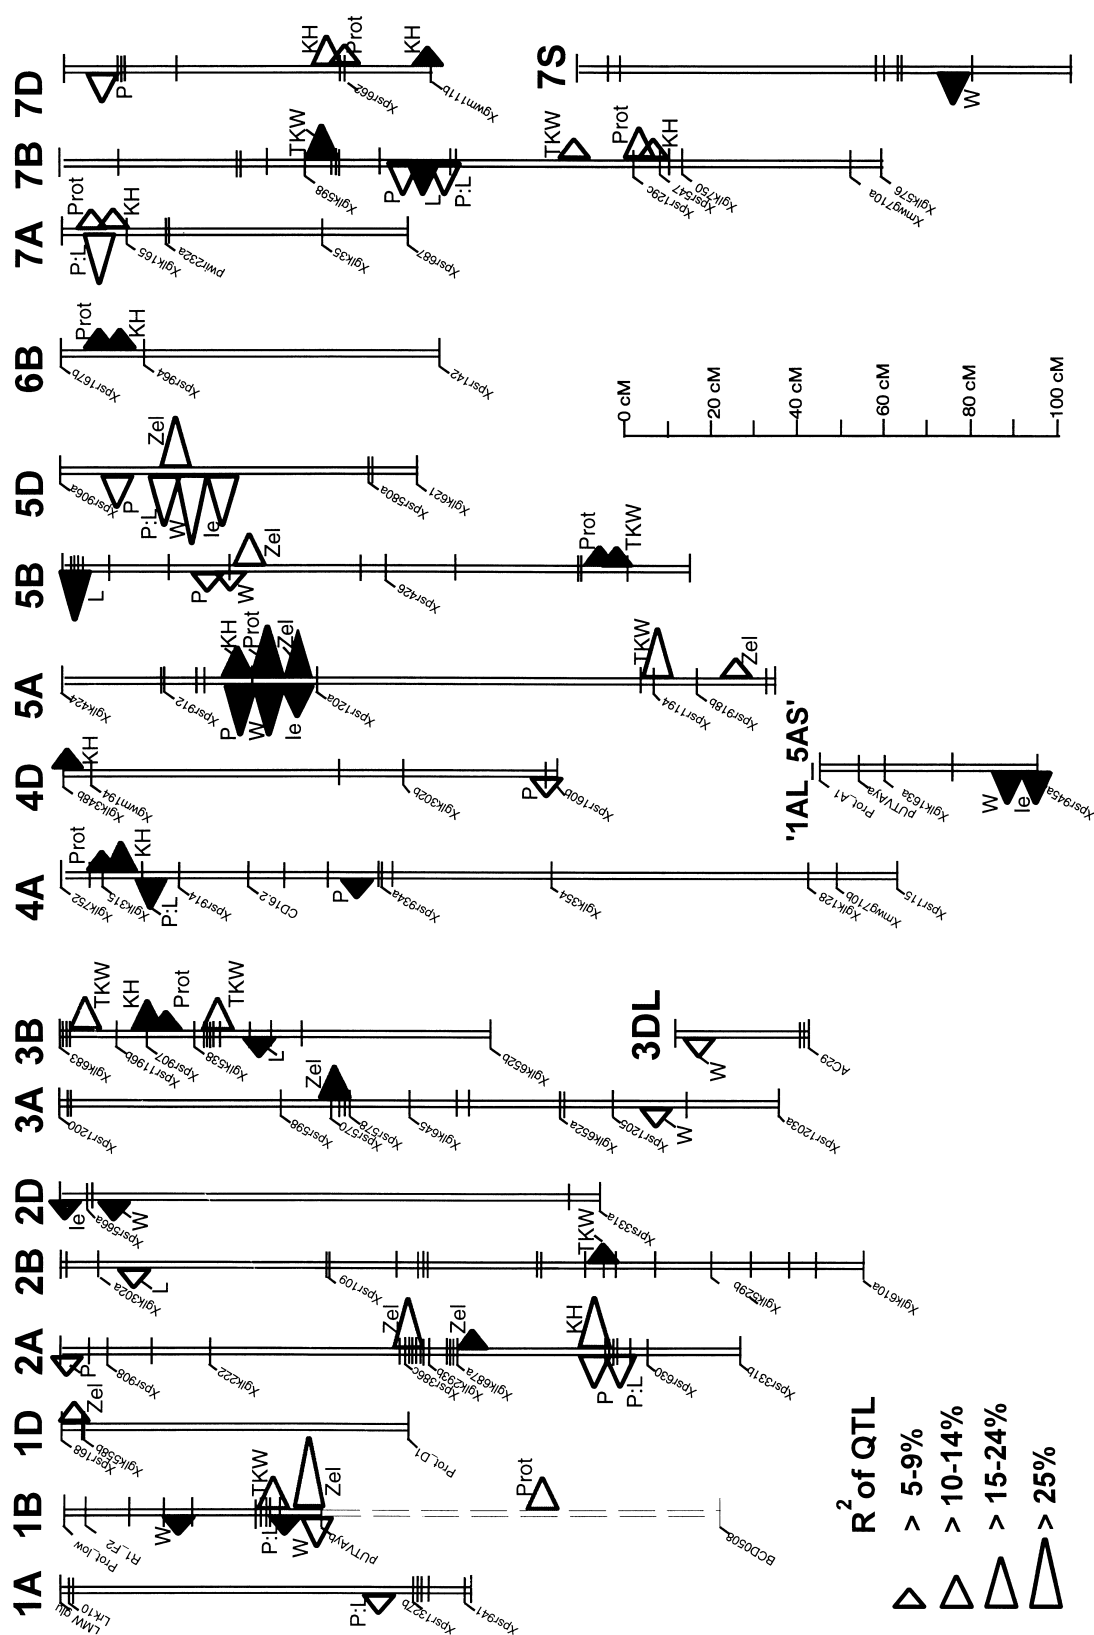 1A
LMW glu
Lrk10
P:L
Xpsr1327b
Xpsr941
1B
Prot_low
R1_F2
W
TKW
P:L
W
Zel
pUTVAyb
Prot
BCD0508
1D
Zel
Xpsr168
Xglk558b
Prot_D1
2A
P
Xpsr908
Xglk222
Zel
Xpsr386c
Xglk293b
Zel
Xglk687a
KH
P
P:L
Xpsr630
Xpsr331b
2B
Xglk302a
L
Xpsr109
TKW
Xglk529b
Xglk610a
2D
Ie
Xpsr566a
W
Xprs331a
3A
Xpsr1200
Xpsr598
Zel
Xpsr570
Xpsr578
Xglk645
Xglk652a
Xpsr1205
W
Xpsr1203a
3B
Xglk683
TKW
Xpsr1196b
KH
Xpsr907
Prot
Xglk538
TKW
L
Xglk652b
3DL
W
AC29
4A
Xglk752
Prot
Xglk315
KH
P:L
Xpsr914
CD16.2
P
Xpsr934a
Xglk354
Xglk128
Xmwg710b
Xpsr115
4D
KH
Xglk348b
Xgwm194
Xglk302b
P
Xpsr160b
'1AL_5AS'
Prot_A1
pUTVAya
Xglk163a
W
Ie
Xpsr945a
5A
Xglk424
Xpsr912
KH
Prot
Zel
P
W
Ie
Xpsr120a
TKW
Xpsr1194
Xpsr918b
Zel
5B
L
P
W
Zel
Xpsr426
Prot
TKW
5D
Xpsr906a
P
P:L
W
Ie
Zel
Xpsr580a
Xglk621
6B
Xpsr167b
Prot
KH
Xpsr964
Xpsr142
7A
Prot
KH
P:L
Xglk165
pwir232a
Xglk35
Xpsr687
7B
TKW
Xglk598
P
L
P:L
TKW
Prot
KH
Xpsr129c
Xpsr547
Xglk750
Xmwg710a
Xglk576
7D
P
KH
Prot
Xpsr662
KH
Xgwm111b
7S
W
0 cM
20 cM
40 cM
60 cM
80 cM
100 cM
R2 of QTL
> 5-9%
> 10-14%
> 15-24%
> 25%